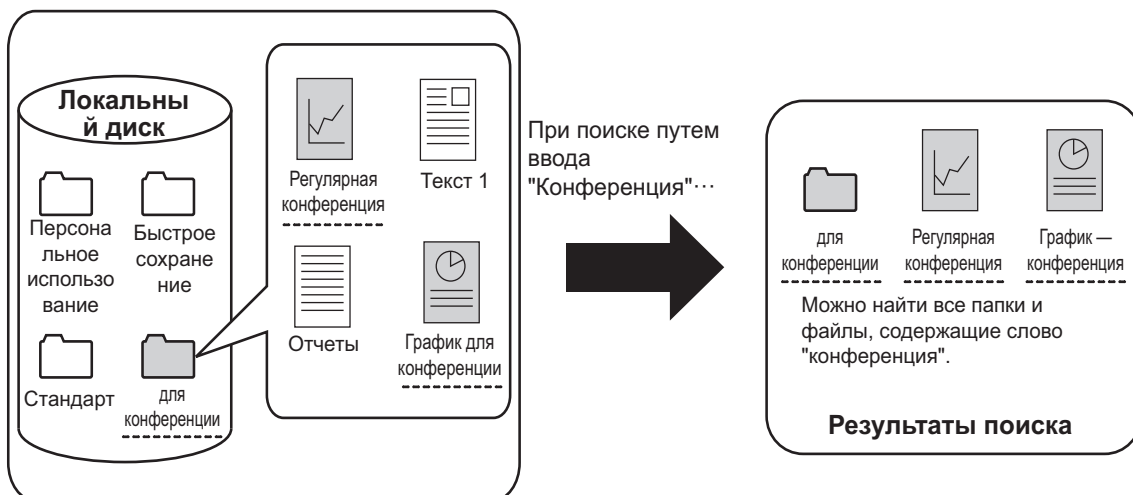 Локальны
й диск
Персона
льное
использо
вание
Быстрое
сохране
ние
Стандарт
для
конференции
Регулярная
конференция
Текст 1
Отчеты
График для
конференции
При поиске путем
ввода
"Конференция"⋯
для
конференции
Регулярная
конференция
График —
конференция
Можно найти все папки и
файлы, содержащие слово
"конференция".
Результаты поиска